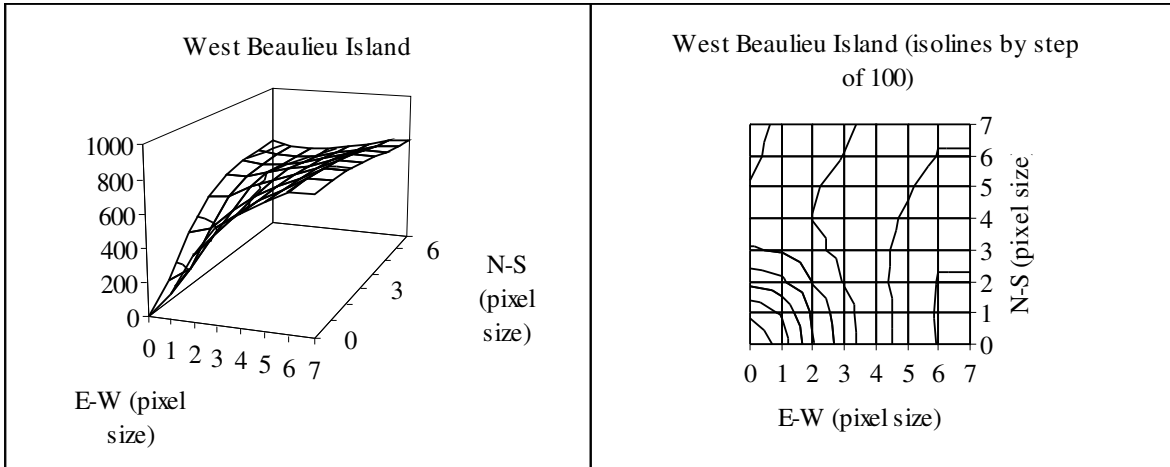 West Beaulieu Island
1000
800
600
400
200
0
0 1 2 3 4 5 6 7
0
3
6
N-S
(pixel
size)
E-W (pixel
size)
West Beaulieu Island (isolines by step
of 100)
7
6
5
4
3
2
1
0
N-S (pixel size)
0 1 2 3 4 5 6 7
E-W (pixel size)